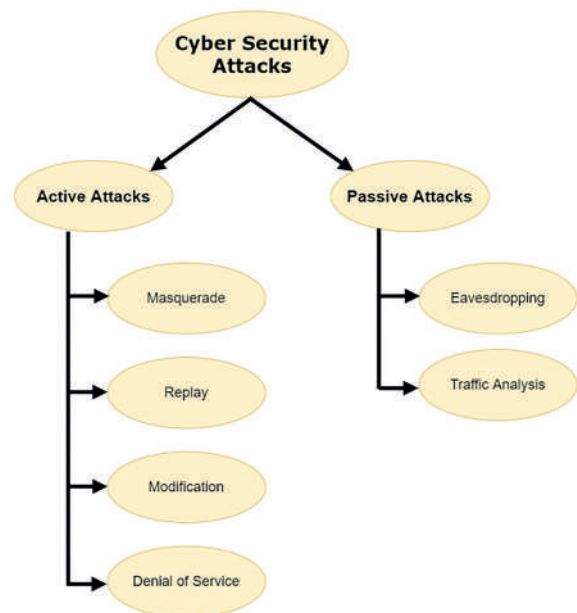 Cyber Security
Attacks
Active Attacks
Passive Attacks
Masquerade
Eavesdropping
Replay
Traffic Analysis
Modification
Denial of Service